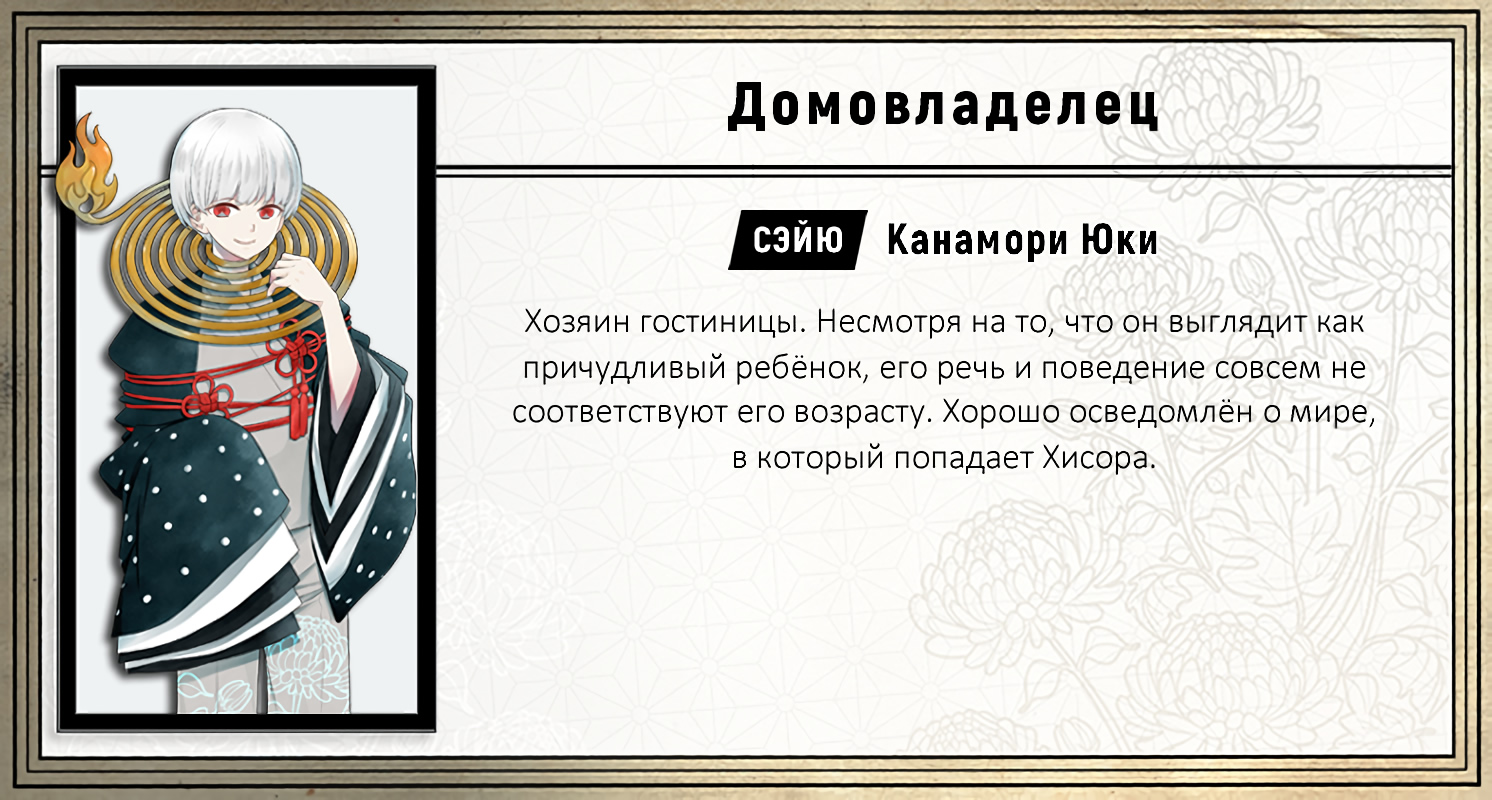 Домовладелец
СЭЙЮ Канамори Юки
Хозяин гостиницы. Несмотря на то, что он выглядит как
причудливый ребёнок, его речь и поведение совсем не
соответствуют его возрасту. Хорошо осведомлён о мире,
в который попадает Хисора.